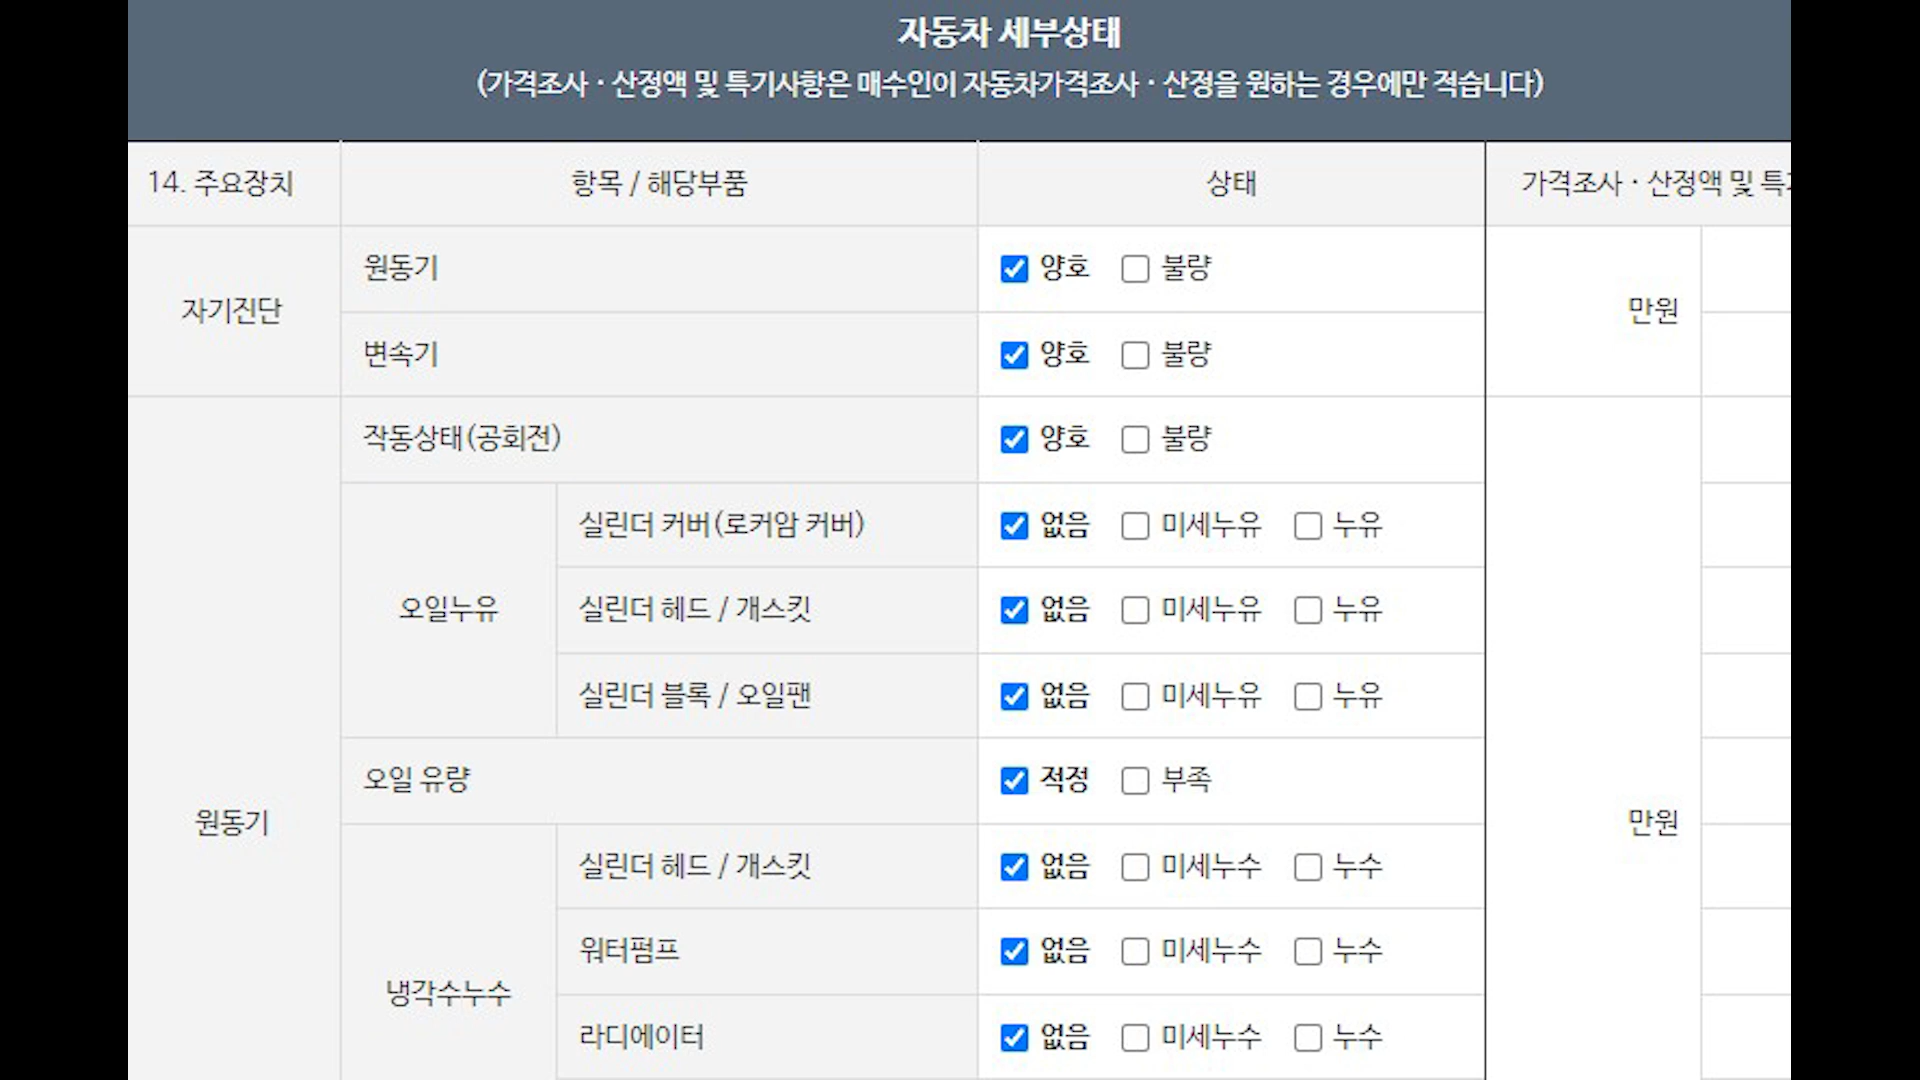 자동차 세부상태
(가격조사 · 산정액 및 특기사항은 매수인이 자동차가격조사 · 산정을 원하는 경우에만 적습니다)
14. 주요장치 항목 / 해당부품 상태 가격조사 · 산정액 및 특
자기진단 원동기 양호 불량 만원
변속기 양호 불량
원동기 작동상태(공회전) 양호 불량 만원
오일누유 실린더 커버(로커암 커버) 없음 미세누유 누유
실린더 헤드 / 개스킷 없음 미세누유 누유
실린더 블록 / 오일팬 없음 미세누유 누유
오일 유량 적정 부족
냉각수누수 실린더 헤드 / 개스킷 없음 미세누수 누수
워터펌프 없음 미세누수 누수
라디에이터 없음 미세누수 누수